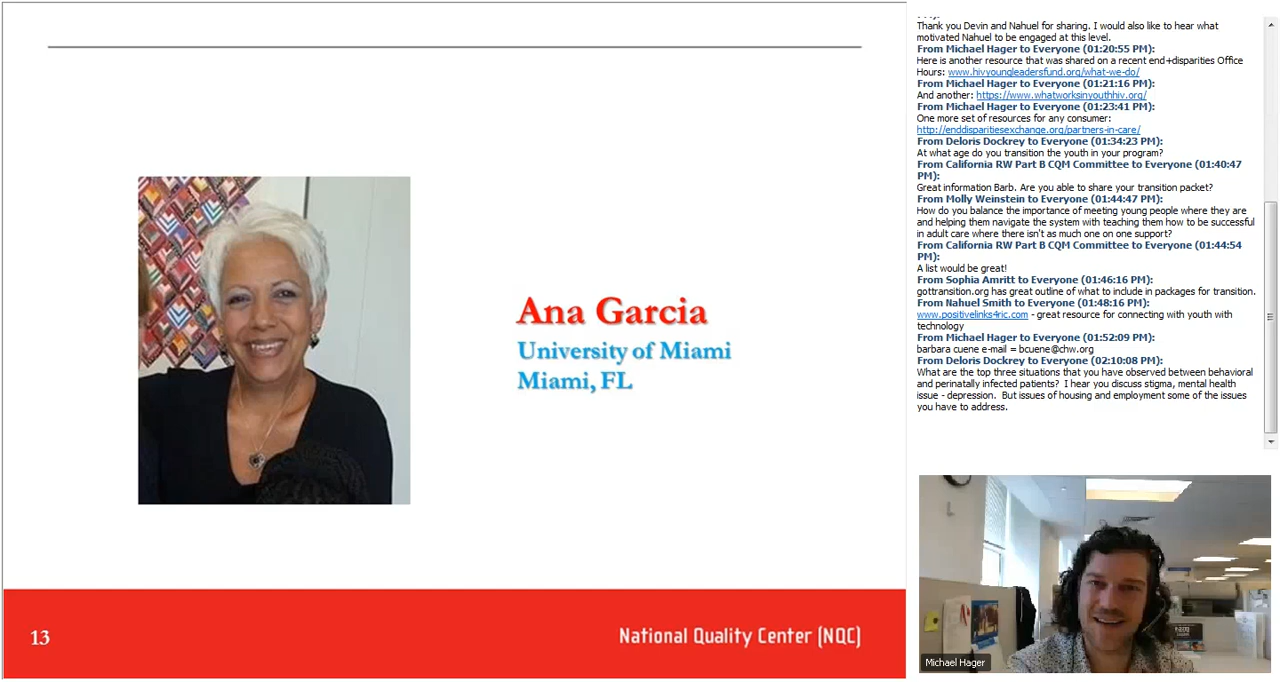 Ana Garcia
University of Miami
Miami, FL
13
National Quality Center (NQC)
Thank you Devin and Nahuel for sharing. I would also like to hear what
motivated Nahuel to be engaged at this level.
From Michael Hager to Everyone (01:20:55 PM):
Here is another resource that was shared on a recent end+disparities Office
Hours: www.hivyoungleadersfund.org/what-we-do/
From Michael Hager to Everyone (01:21:16 PM):
And another: https://www.whatworksinyouthhiv.org/
From Michael Hager to Everyone (01:23:41 PM):
One more set of resources for any consumer:
http://enddisparitiesexchange.org/partners-in-care/
From Deloris Dockrey to Everyone (01:34:23 PM):
At what age do you transition the youth in your program?
From California RW Part B CQM Committee to Everyone (01:40:47
PM):
Great information Barb. Are you able to share your transition packet?
From Molly Weinstein to Everyone (01:44:47 PM):
How do you balance the importance of meeting young people where they are
and helping them navigate the system with teaching them how to be successful
in adult care where there isn't as much one on one support?
From California RW Part B CQM Committee to Everyone (01:44:54
PM):
A list would be great!
From Sophia Amritt to Everyone (01:46:16 PM):
gottransition.org has great outline of what to include in packages for transition.
From Nahuel Smith to Everyone (01:48:16 PM):
www.positivelinks4ric.com - great resource for connecting with youth with
technology
From Michael Hager to Everyone (01:52:09 PM):
barbara cuene e-mail = bcuene@chw.org
From Deloris Dockrey to Everyone (02:10:08 PM):
What are the top three situations that you have observed between behavioral
and perinatally infected patients?  I hear you discuss stigma, mental health
issue - depression.  But issues of housing and employment some of the issues
you have to address.
Michael Hager